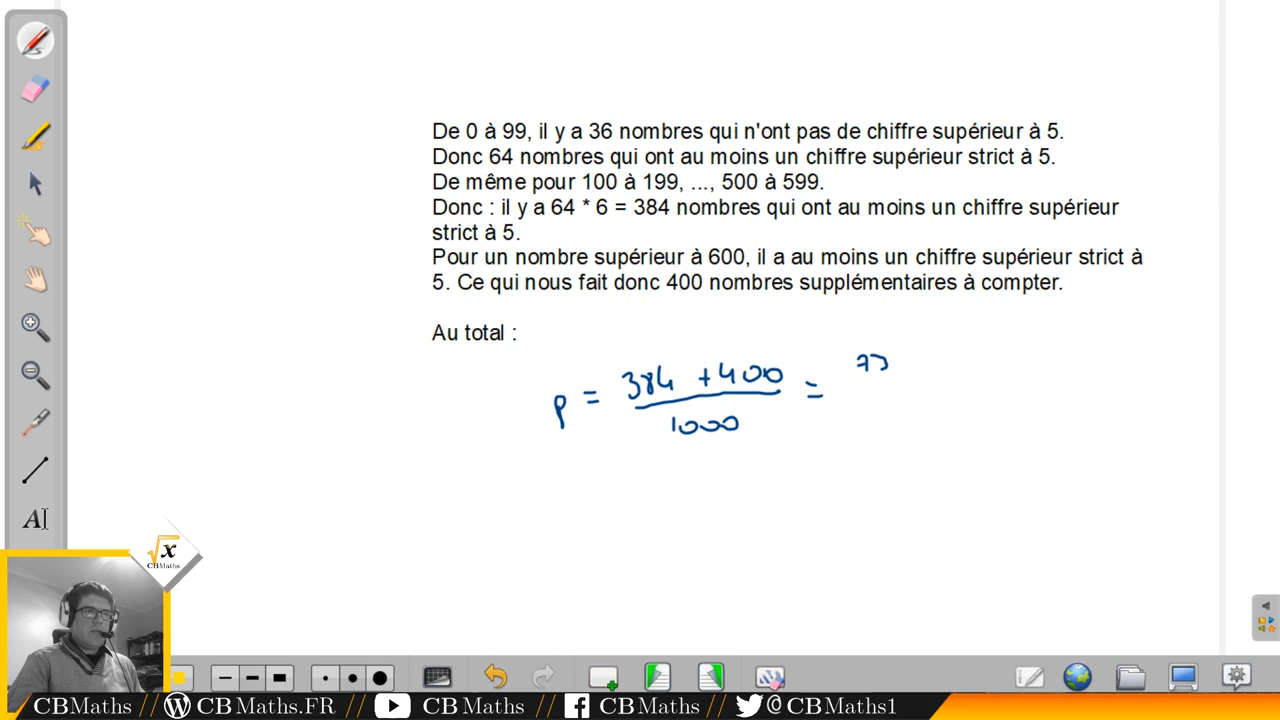 De 0 à 99, il y a 36 nombres qui n'ont pas de chiffre supérieur à 5.
Donc 64 nombres qui ont au moins un chiffre supérieur strict à 5.
De même pour 100 à 199, ..., 500 à 599.
Donc : il y a 64 * 6 = 384 nombres qui ont au moins un chiffre supérieur
strict à 5.
Pour un nombre supérieur à 600, il a au moins un chiffre supérieur strict à
5. Ce qui nous fait donc 400 nombres supplémentaires à compter.
Au total :
p = 384 + 400 =
1000
AI
√x
CBMaths
CBMaths // CBMaths.FR // CBMaths // CBMaths // @CBMaths1